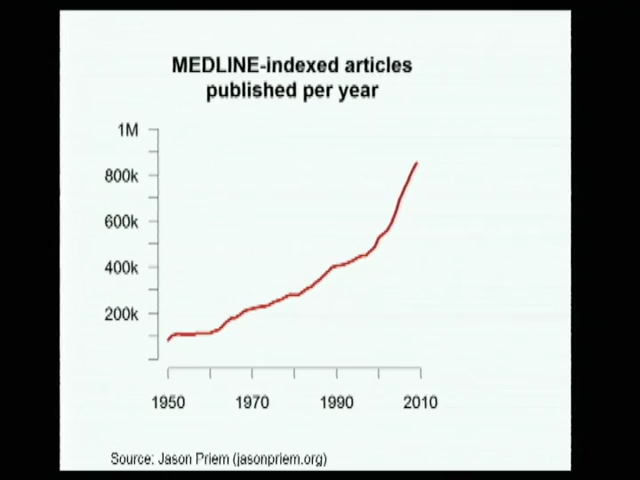 MEDLINE-indexed articles
published per year
1M
800k
600k
400k
200k
1950 1970 1990 2010
Source: Jason Priem (jasonpriem.org)